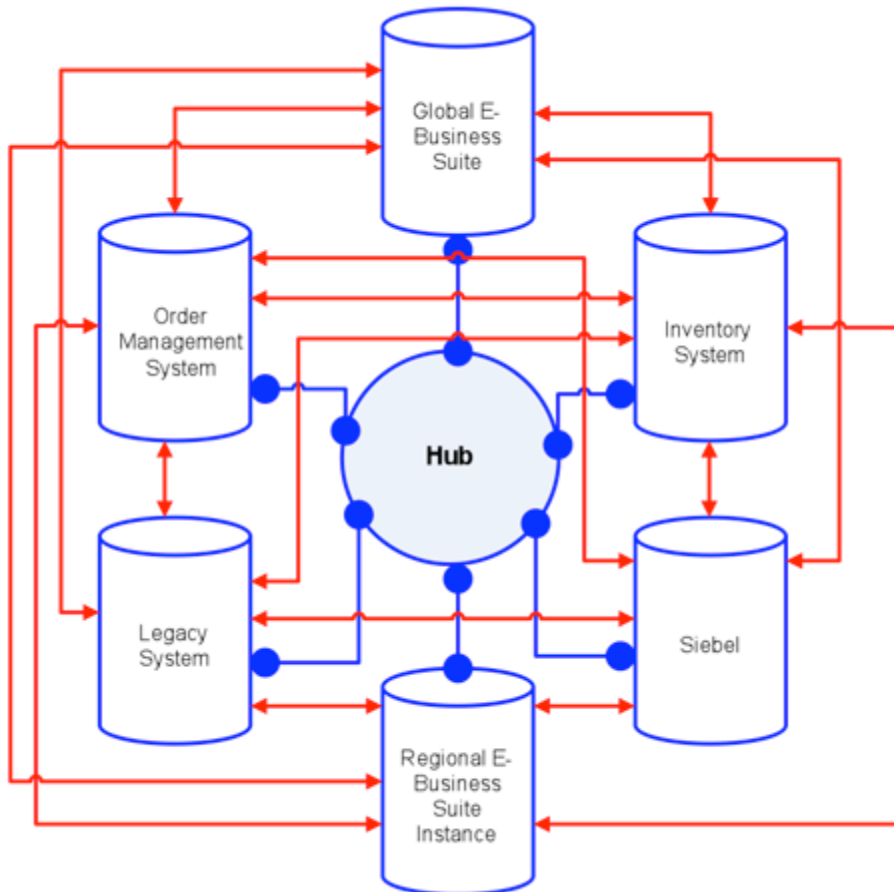 Global E-
Business
Suite
Order
Management
System
Inventory
System
Hub
Legacy
System
Siebel
Regional E-
Business
Suite
Instance